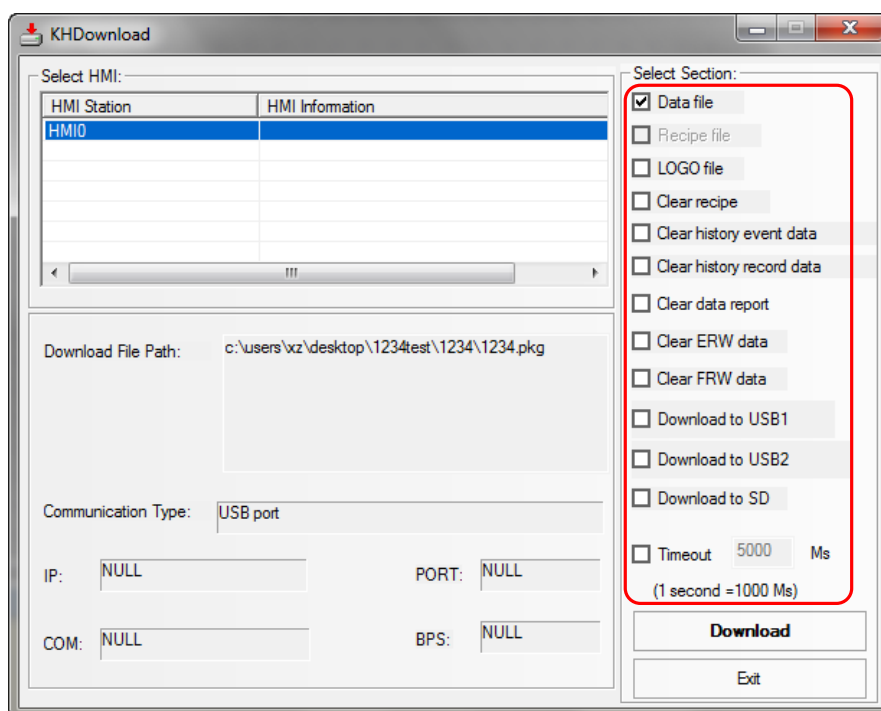 KHDownload
Select HMI:
HMI Station HMI Information
HMI0
Download File Path: c:\users\xz\desktop\1234test\1234\1234.pkg
Communication Type: USB port
IP: NULL PORT: NULL
COM: NULL BPS: NULL
Select Section:
Data file
Recipe file
LOGO file
Clear recipe
Clear history event data
Clear history record data
Clear data report
Clear ERW data
Clear FRW data
Download to USB1
Download to USB2
Download to SD
Timeout 5000 Ms
(1 second =1000 Ms)
Download
Exit